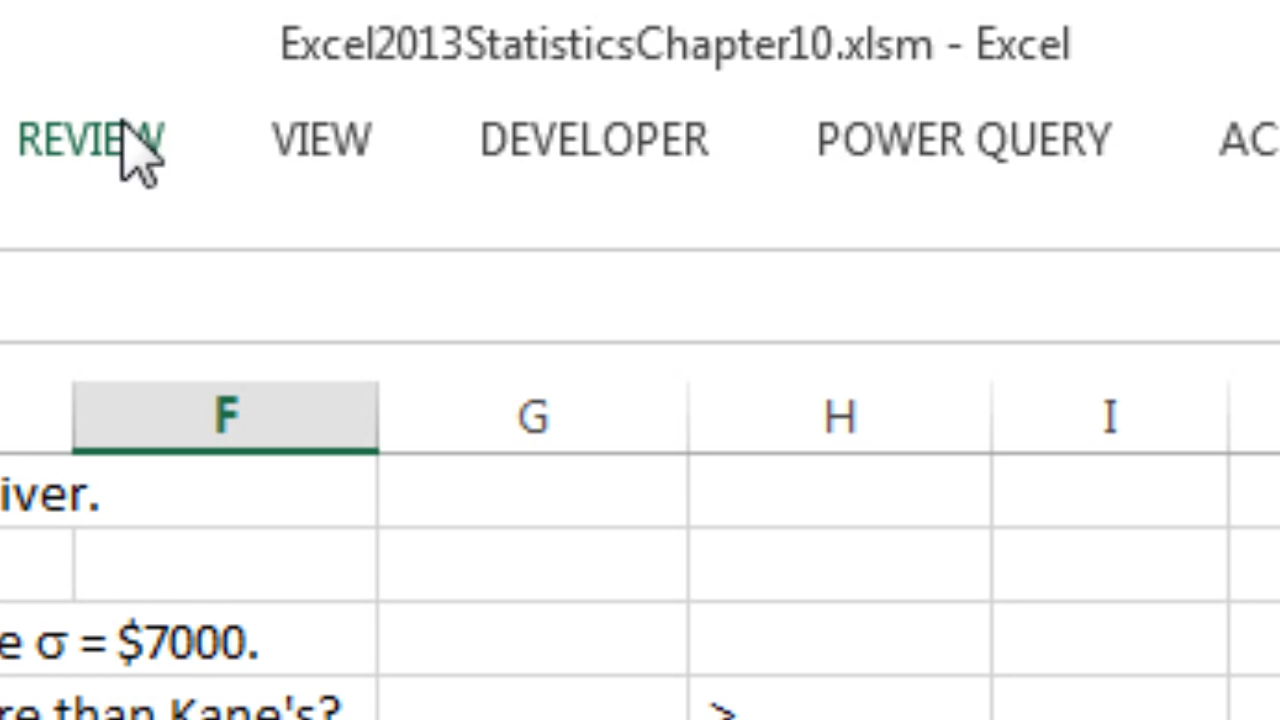 Excel2013StatisticsChapter10.xlsm - Excel
REVIEW VIEW DEVELOPER POWER QUERY AC
F G H I
iver.
e σ = $7000.
re than Kane's? >